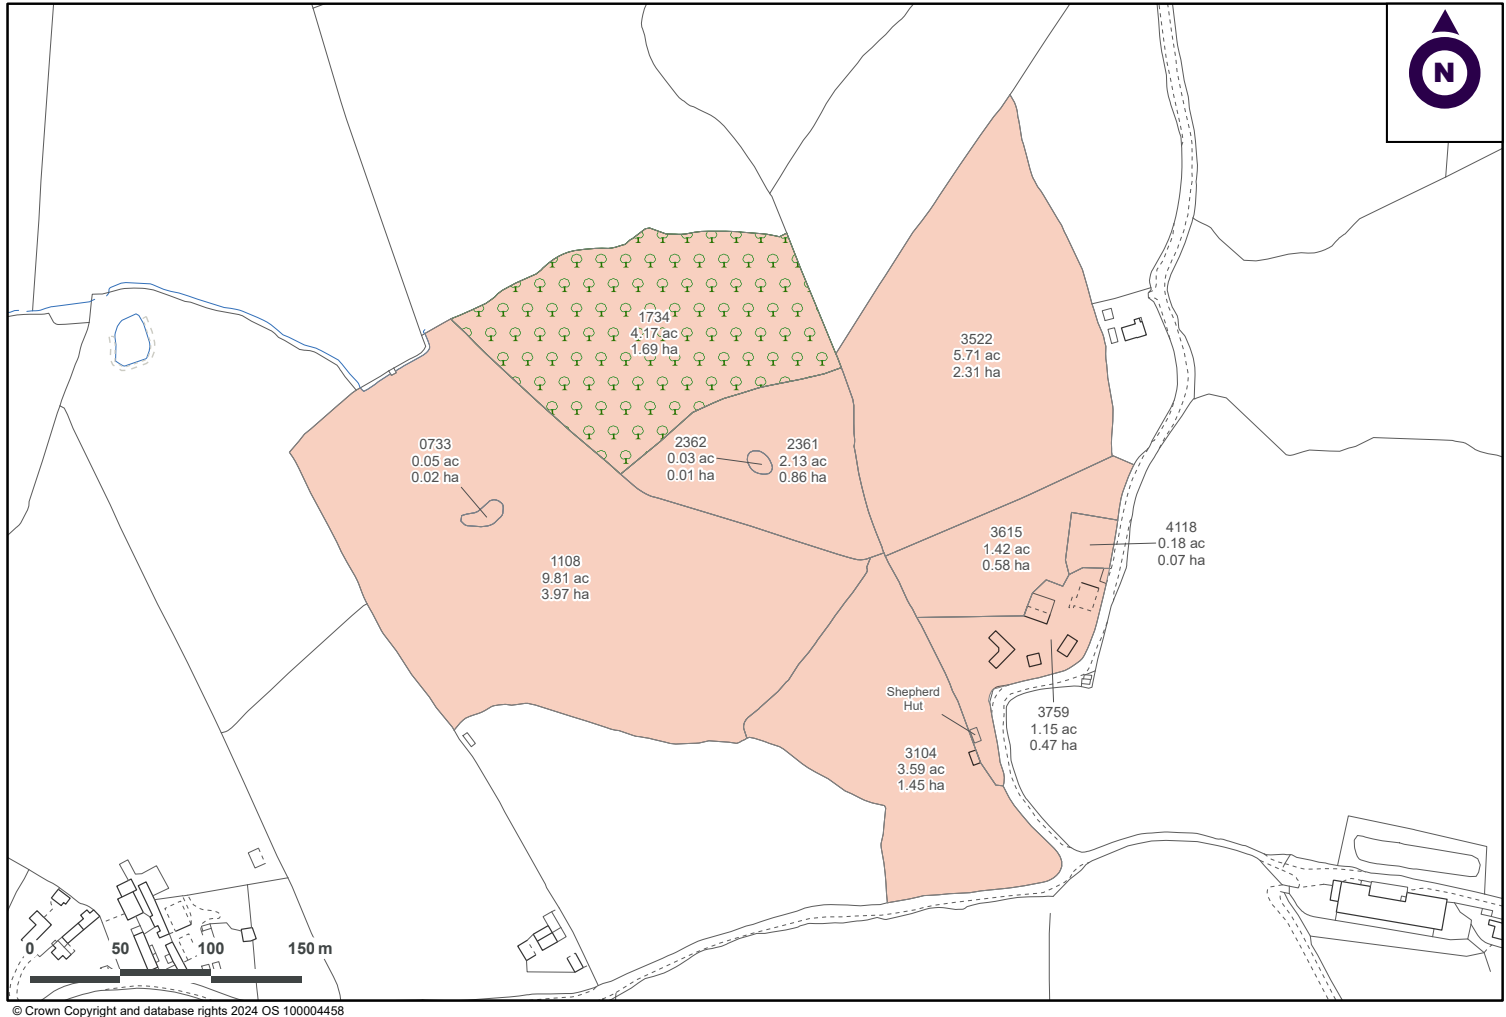 N
1734
4.17 ac
1.69 ha
3522
5.71 ac
2.31 ha
0733
0.05 ac
0.02 ha
2362
0.03 ac
0.01 ha
2361
2.13 ac
0.86 ha
3615
1.42 ac
0.58 ha
4118
0.18 ac
0.07 ha
1108
9.81 ac
3.97 ha
Shepherd
Hut
3759
1.15 ac
0.47 ha
3104
3.59 ac
1.45 ha
0 50 100 150 m
© Crown Copyright and database rights 2024 OS 100004458